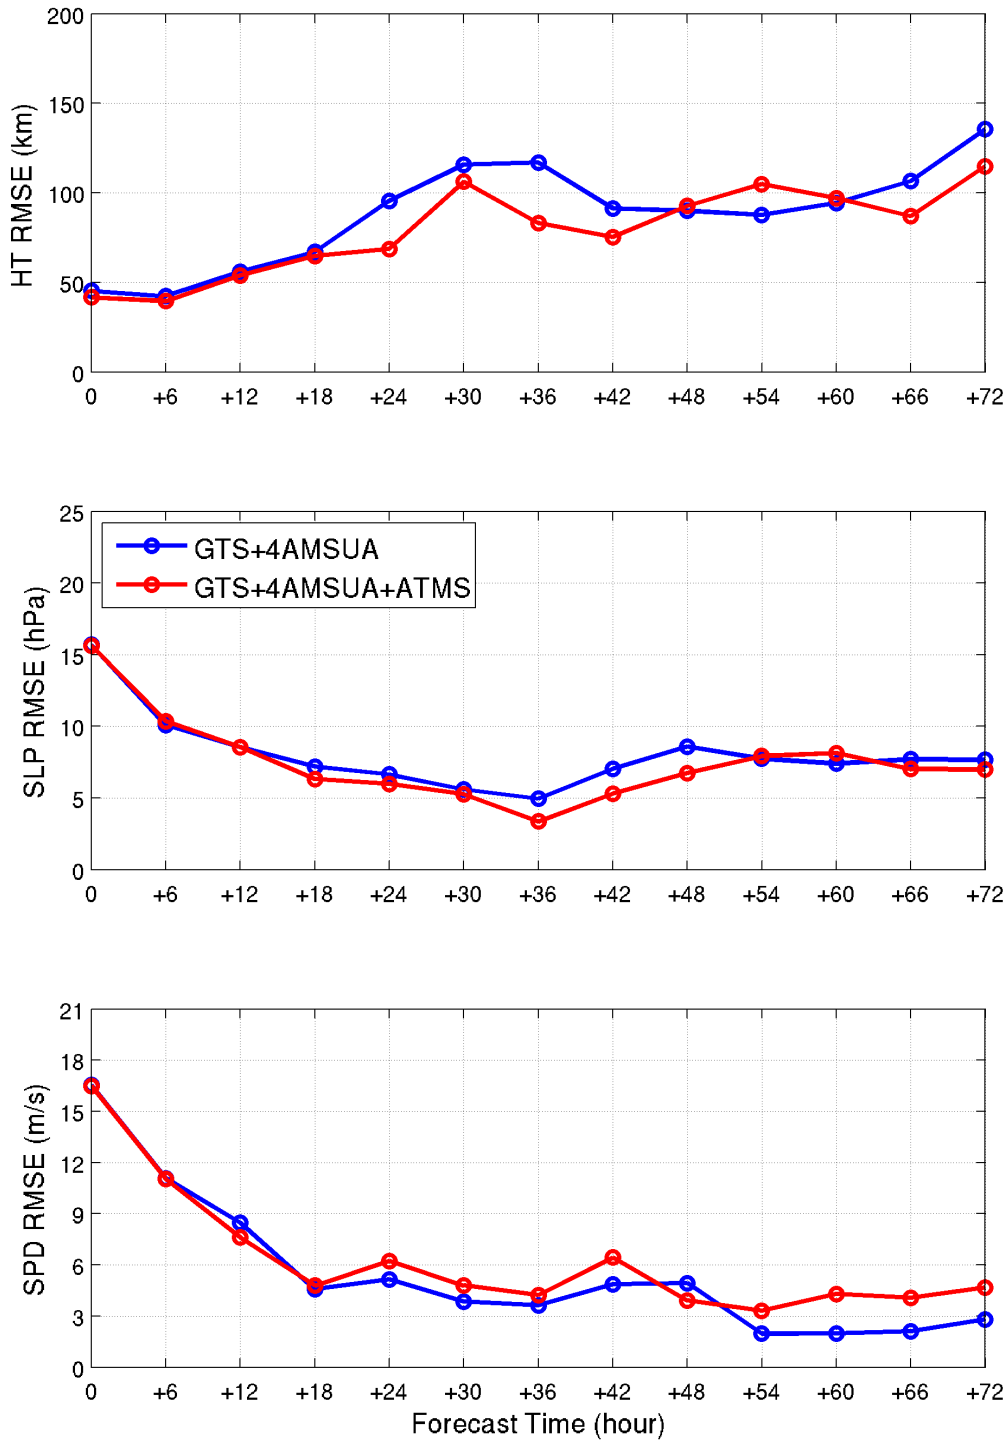 200
150
100
50
0
HT RMSE (km)
0 +6 +12 +18 +24 +30 +36 +42 +48 +54 +60 +66 +72
25
20
15
10
5
0
SLP RMSE (hPa)
GTS+4AMSUA
GTS+4AMSUA+ATMS
0 +6 +12 +18 +24 +30 +36 +42 +48 +54 +60 +66 +72
21
18
15
12
9
6
3
0
SPD RMSE (m/s)
0 +6 +12 +18 +24 +30 +36 +42 +48 +54 +60 +66 +72
Forecast Time (hour)